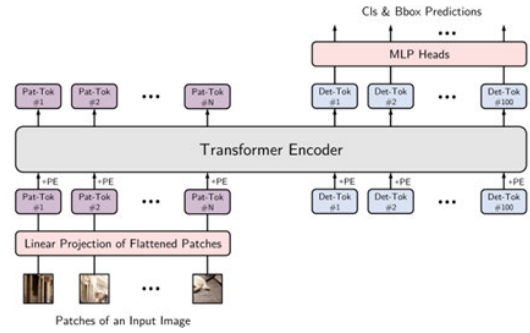 Cls & Bbox Predictions
MLP Heads
Pat-Tok #1 Pat-Tok #2 ••• Pat-Tok #N Det-Tok #1 Det-Tok #2 ••• Det-Tok #100
Transformer Encoder
+PE +PE +PE +PE +PE +PE
Pat-Tok #1 Pat-Tok #2 ••• Pat-Tok #N Det-Tok #1 Det-Tok #2 ••• Det-Tok #100
Linear Projection of Flattened Patches
Patches of an Input Image